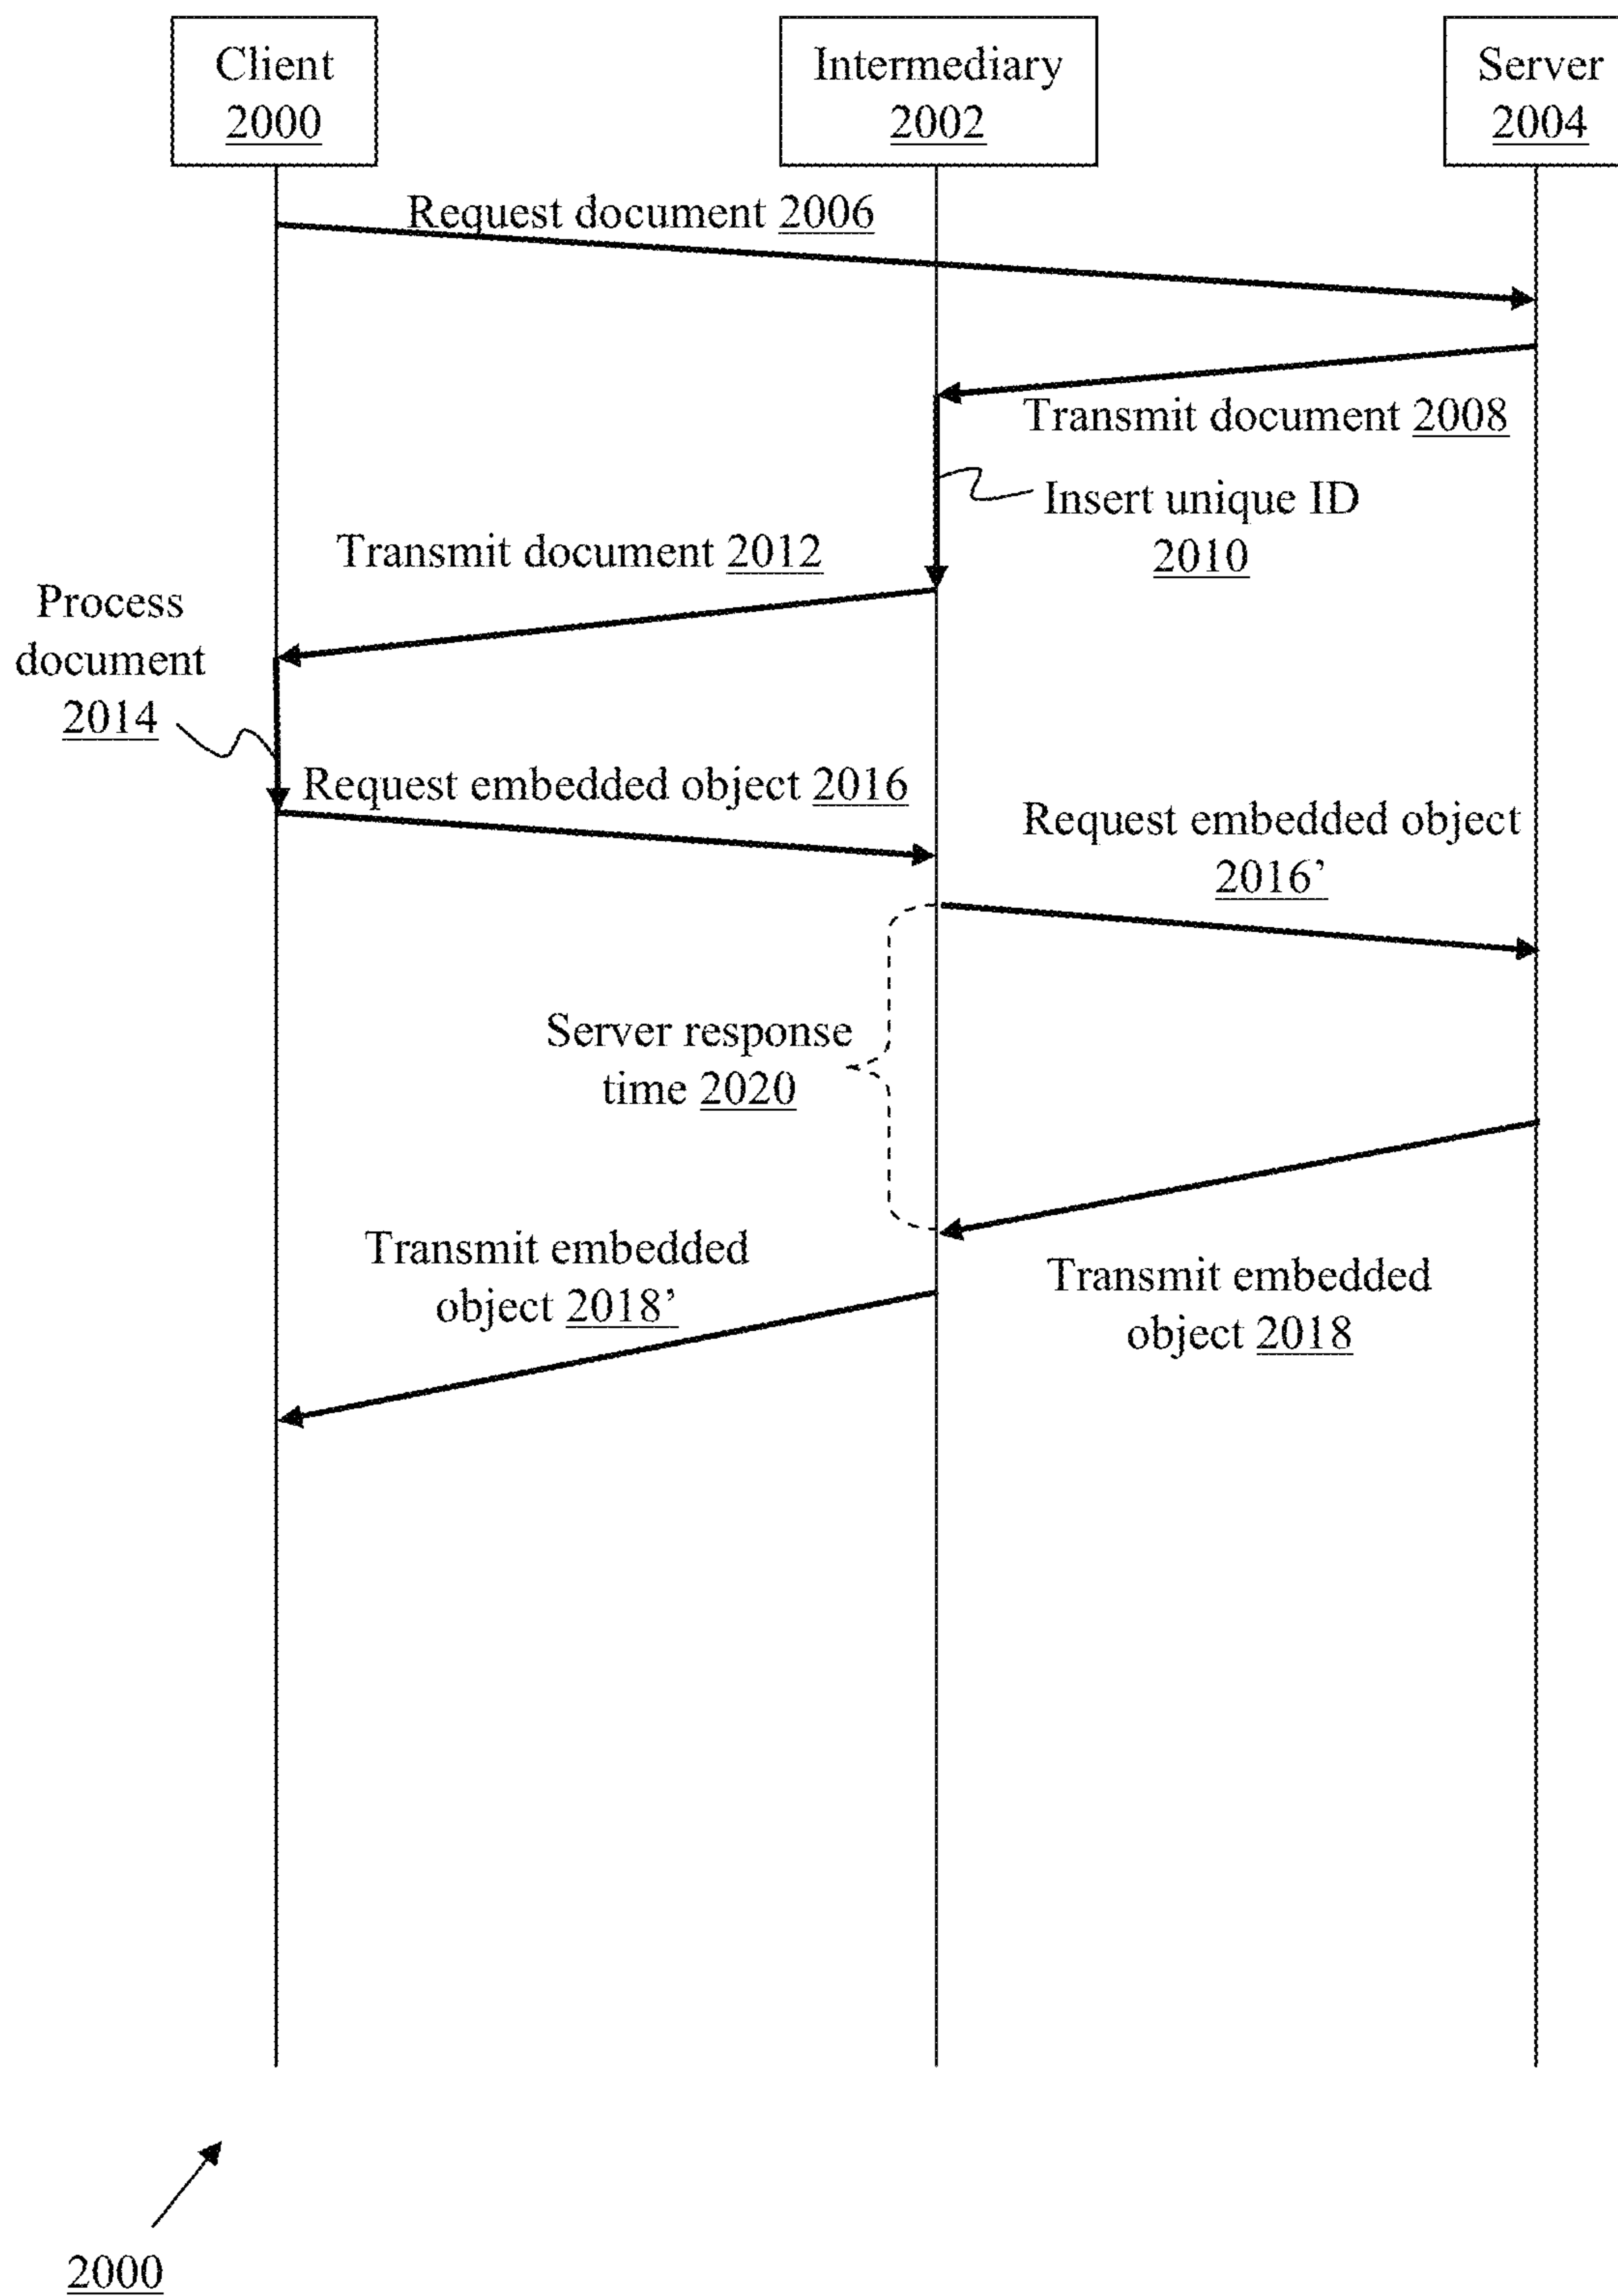 Client
2000
Intermediary
2002
Server
2004
Request document 2006
Transmit document 2008
Insert unique ID
2010
Transmit document 2012
Process
document
2014
Request embedded object 2016
Request embedded object
2016’
Server response
time 2020
Transmit embedded
object 2018’
Transmit embedded
object 2018
2000